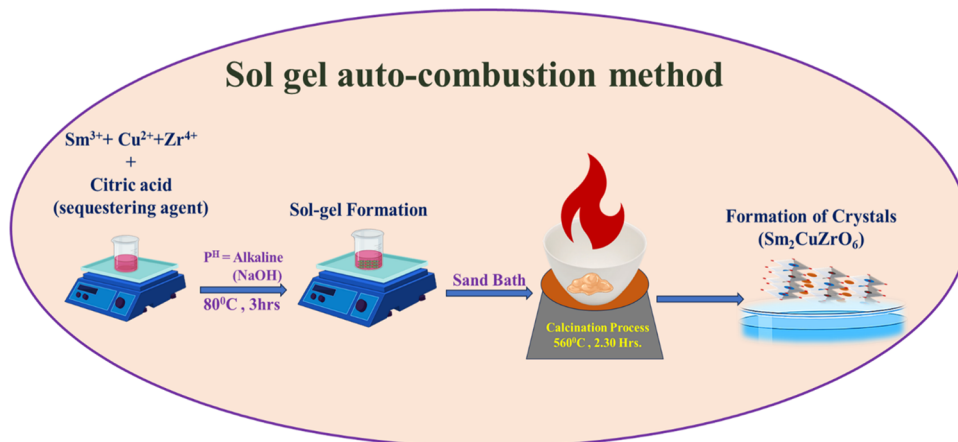 Sol gel auto-combustion method
Sm³⁺+ Cu²⁺+Zr⁴⁺
+
Citric acid
(sequestering agent)
Sol-gel Formation
Pᴴ = Alkaline
(NaOH)
80⁰C , 3hrs
Sand Bath
Calcination Process
560⁰C , 2.30 Hrs.
Formation of Crystals
(Sm₂CuZrO₆)